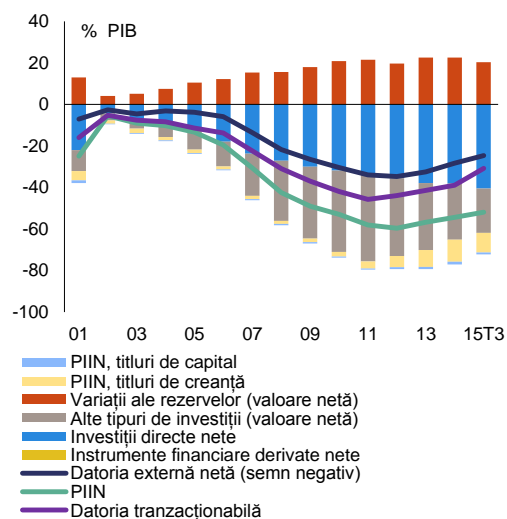 % PIB
40
20
0
-20
-40
-60
-80
-100
01 03 05 07 09 11 13 15T3
PIIN, titluri de capital
PIIN, titluri de creanță
Variații ale rezervelor (valoare netă)
Alte tipuri de investiții (valoare netă)
Investiții directe nete
Instrumente financiare derivate nete
Datoria externă netă (semn negativ)
PIIN
Datoria tranzacționabilă